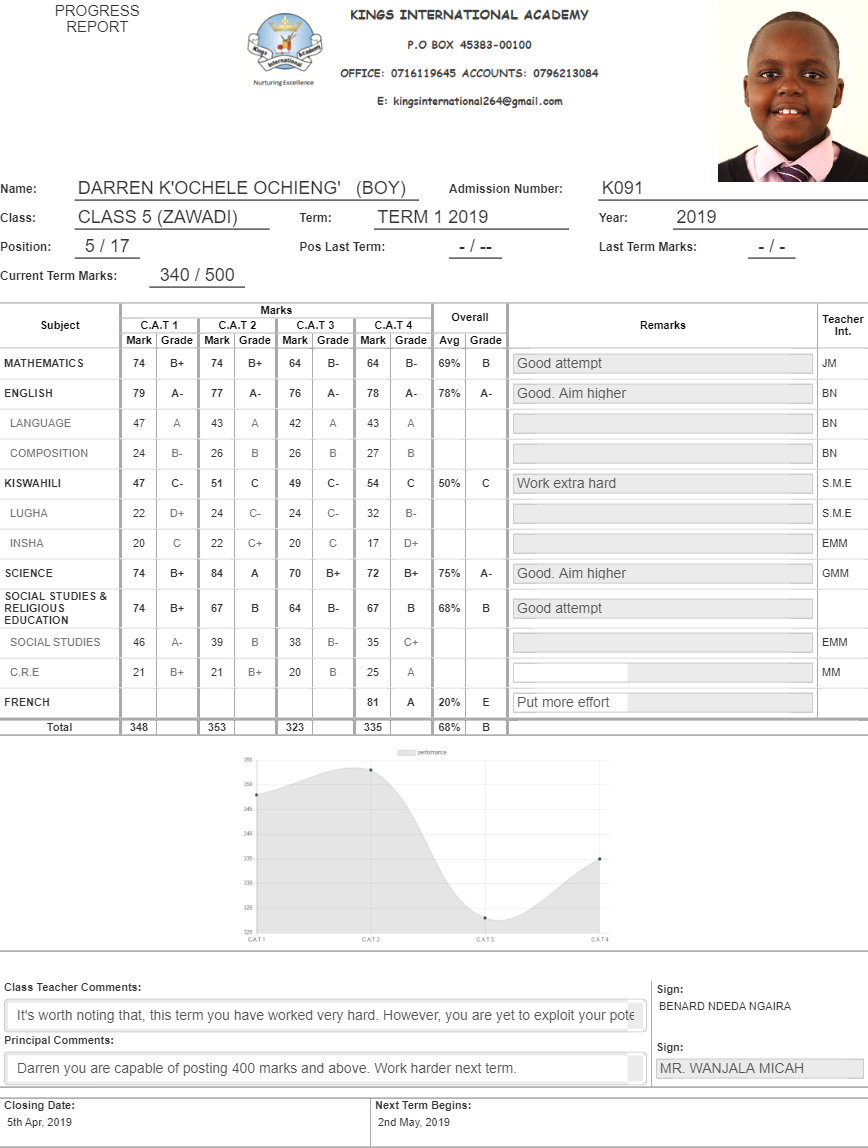 PROGRESS
REPORT
KINGS INTERNATIONAL ACADEMY
P.O BOX 45383-00100
OFFICE: 0716119645 ACCOUNTS: 0796213084
E: kingsinternational264@gmail.com
Kings Academy
International
Nurturing Excellence
Name: DARREN K'OCHELE OCHIENG' (BOY) Admission Number: K091
Class: CLASS 5 (ZAWADI) Term: TERM 1 2019 Year: 2019
Position: 5 / 17 Pos Last Term: - / -- Last Term Marks: - / -
Current Term Marks: 340 / 500
Subject Marks Overall Remarks Teacher Int.
C.A.T 1 C.A.T 2 C.A.T 3 C.A.T 4
Mark Grade Mark Grade Mark Grade Mark Grade Avg Grade
MATHEMATICS 74 B+ 74 B+ 64 B- 64 B- 69% B Good attempt JM
ENGLISH 79 A- 77 A- 76 A- 78 A- 78% A- Good. Aim higher BN
LANGUAGE 47 A 43 A 42 A 43 A BN
COMPOSITION 24 B- 26 B 26 B 27 B BN
KISWAHILI 47 C- 51 C 49 C- 54 C 50% C Work extra hard S.M.E
LUGHA 22 D+ 24 C- 24 C- 32 B- S.M.E
INSHA 20 C 22 C+ 20 C 17 D+ EMM
SCIENCE 74 B+ 84 A 70 B+ 72 B+ 75% A- Good. Aim higher GMM
SOCIAL STUDIES &
RELIGIOUS
EDUCATION 74 B+ 67 B 64 B- 67 B 68% B Good attempt
SOCIAL STUDIES 46 A- 39 B 38 B- 35 C+ EMM
C.R.E 21 B+ 21 B+ 20 B 25 A MM
FRENCH 81 A 20% E Put more effort
Total 348 353 323 335 68% B
performance
355
350
345
340
335
330
325
320
C.A.T 1 C.A.T 2 C.A.T 3 C.A.T 4
Class Teacher Comments:
It's worth noting that, this term you have worked very hard. However, you are yet to exploit your pote
Sign:
BENARD NDEDA NGAIRA
Principal Comments:
Darren you are capable of posting 400 marks and above. Work harder next term.
Sign:
MR. WANJALA MICAH
Closing Date: Next Term Begins:
5th Apr, 2019 2nd May, 2019